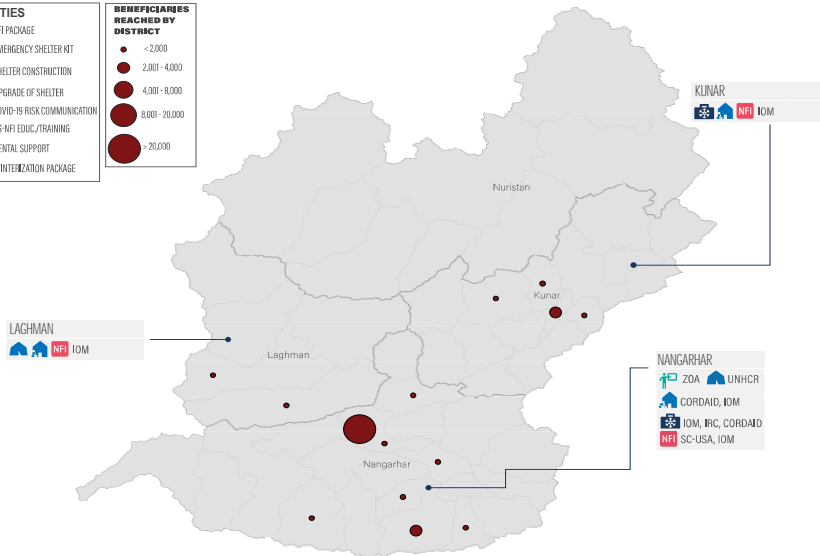 TIES
FI PACKAGE
MERGENCY SHELTER KIT
HELTER CONSTRUCTION
PGRADE OF SHELTER
OVID-19 RISK COMMUNICATION
S-NFI EDUC./TRAINING
ENTAL SUPPORT
INTERIZATION PACKAGE
BENEFICIARIES
REACHED BY
DISTRICT
< 2,000
2,001 - 4,000
4,001 - 8,000
8,001 - 20,000
> 20,000
KUNAR
NFI IOM
Nuristan
Kunar
LAGHMAN
NFI IOM
Laghman
NANGARHAR
ZOA UNHCR
CORDAID, IOM
IOM, IRC, CORDAID
NFI SC-USA, IOM
Nangarhar